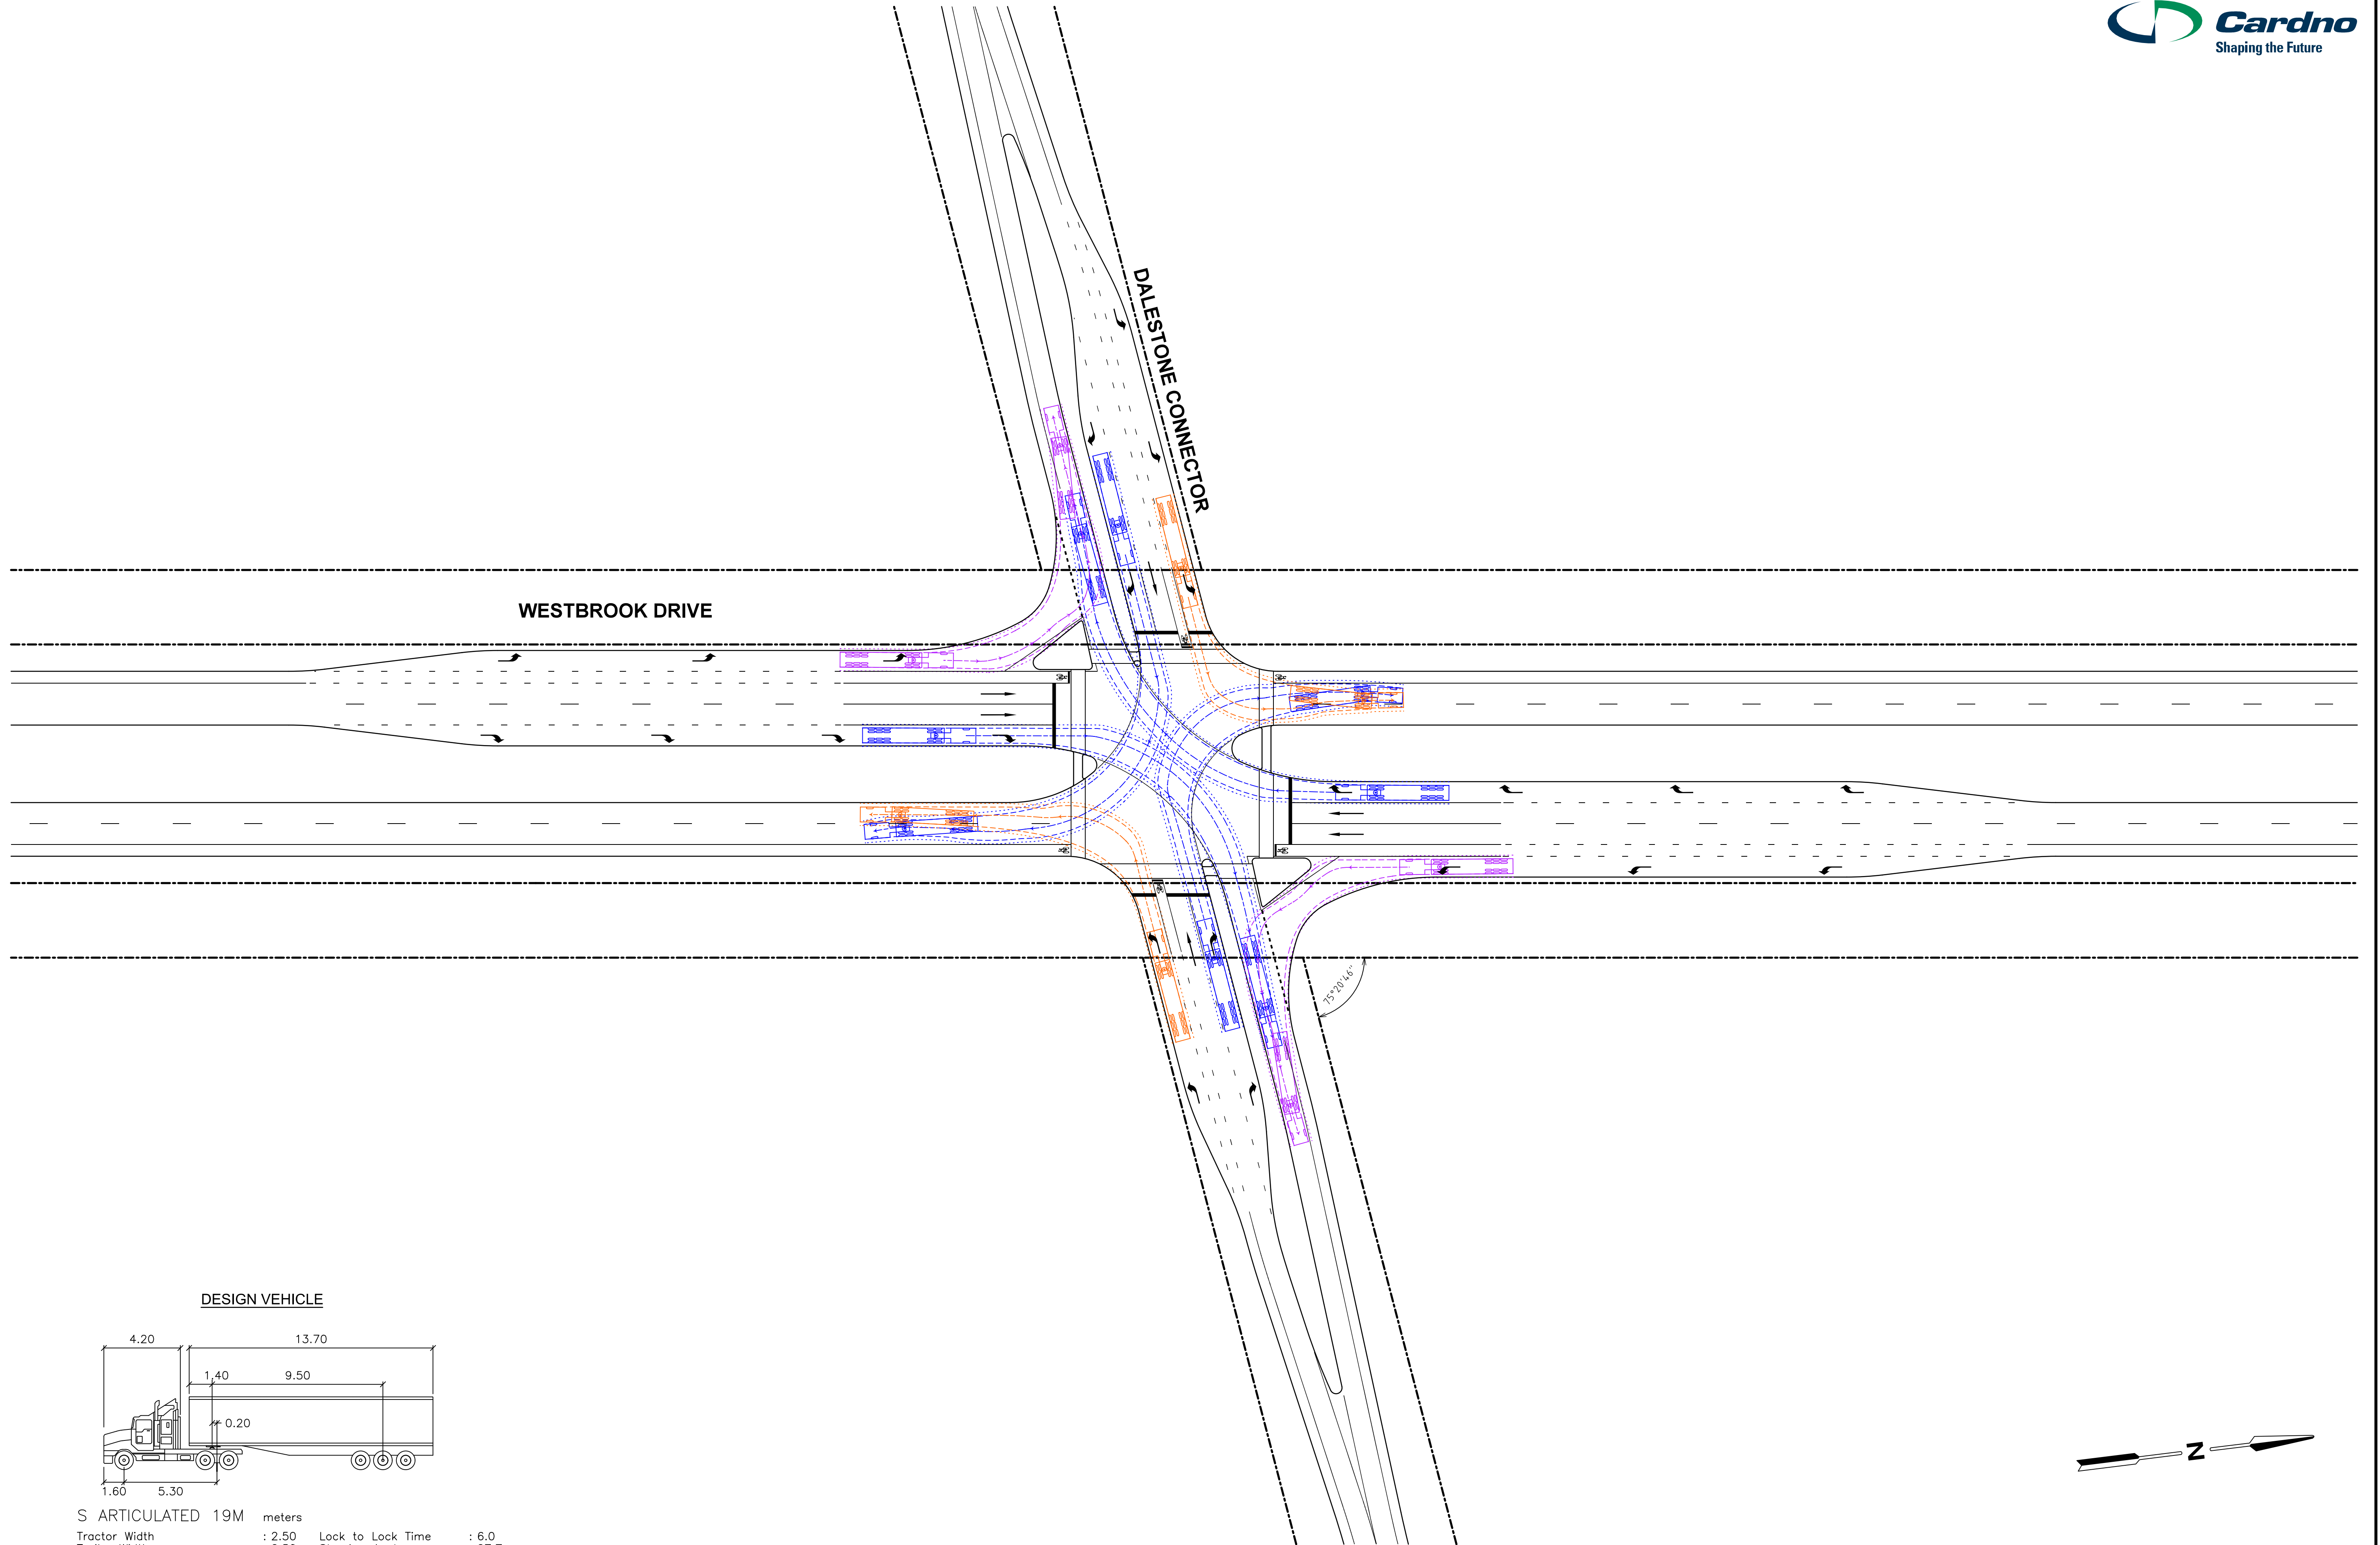 Cardno
Shaping the Future
DALESTONE CONNECTOR
WESTBROOK DRIVE
75°20'46"
DESIGN VEHICLE
4.20 13.70
1.40 9.50
0.20
1.60 5.30
S ARTICULATED 19M meters
Tractor Width : 2.50 Lock to Lock Time : 6.0
N